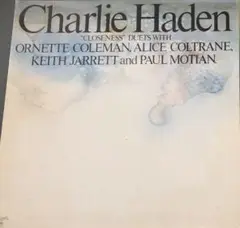 Charlie Haden
"CLOSENESS" DUETS WITH
ORNETTE COLEMAN, ALICE COLTRANE,
KEITH JARRETT and PAUL MOTIAN